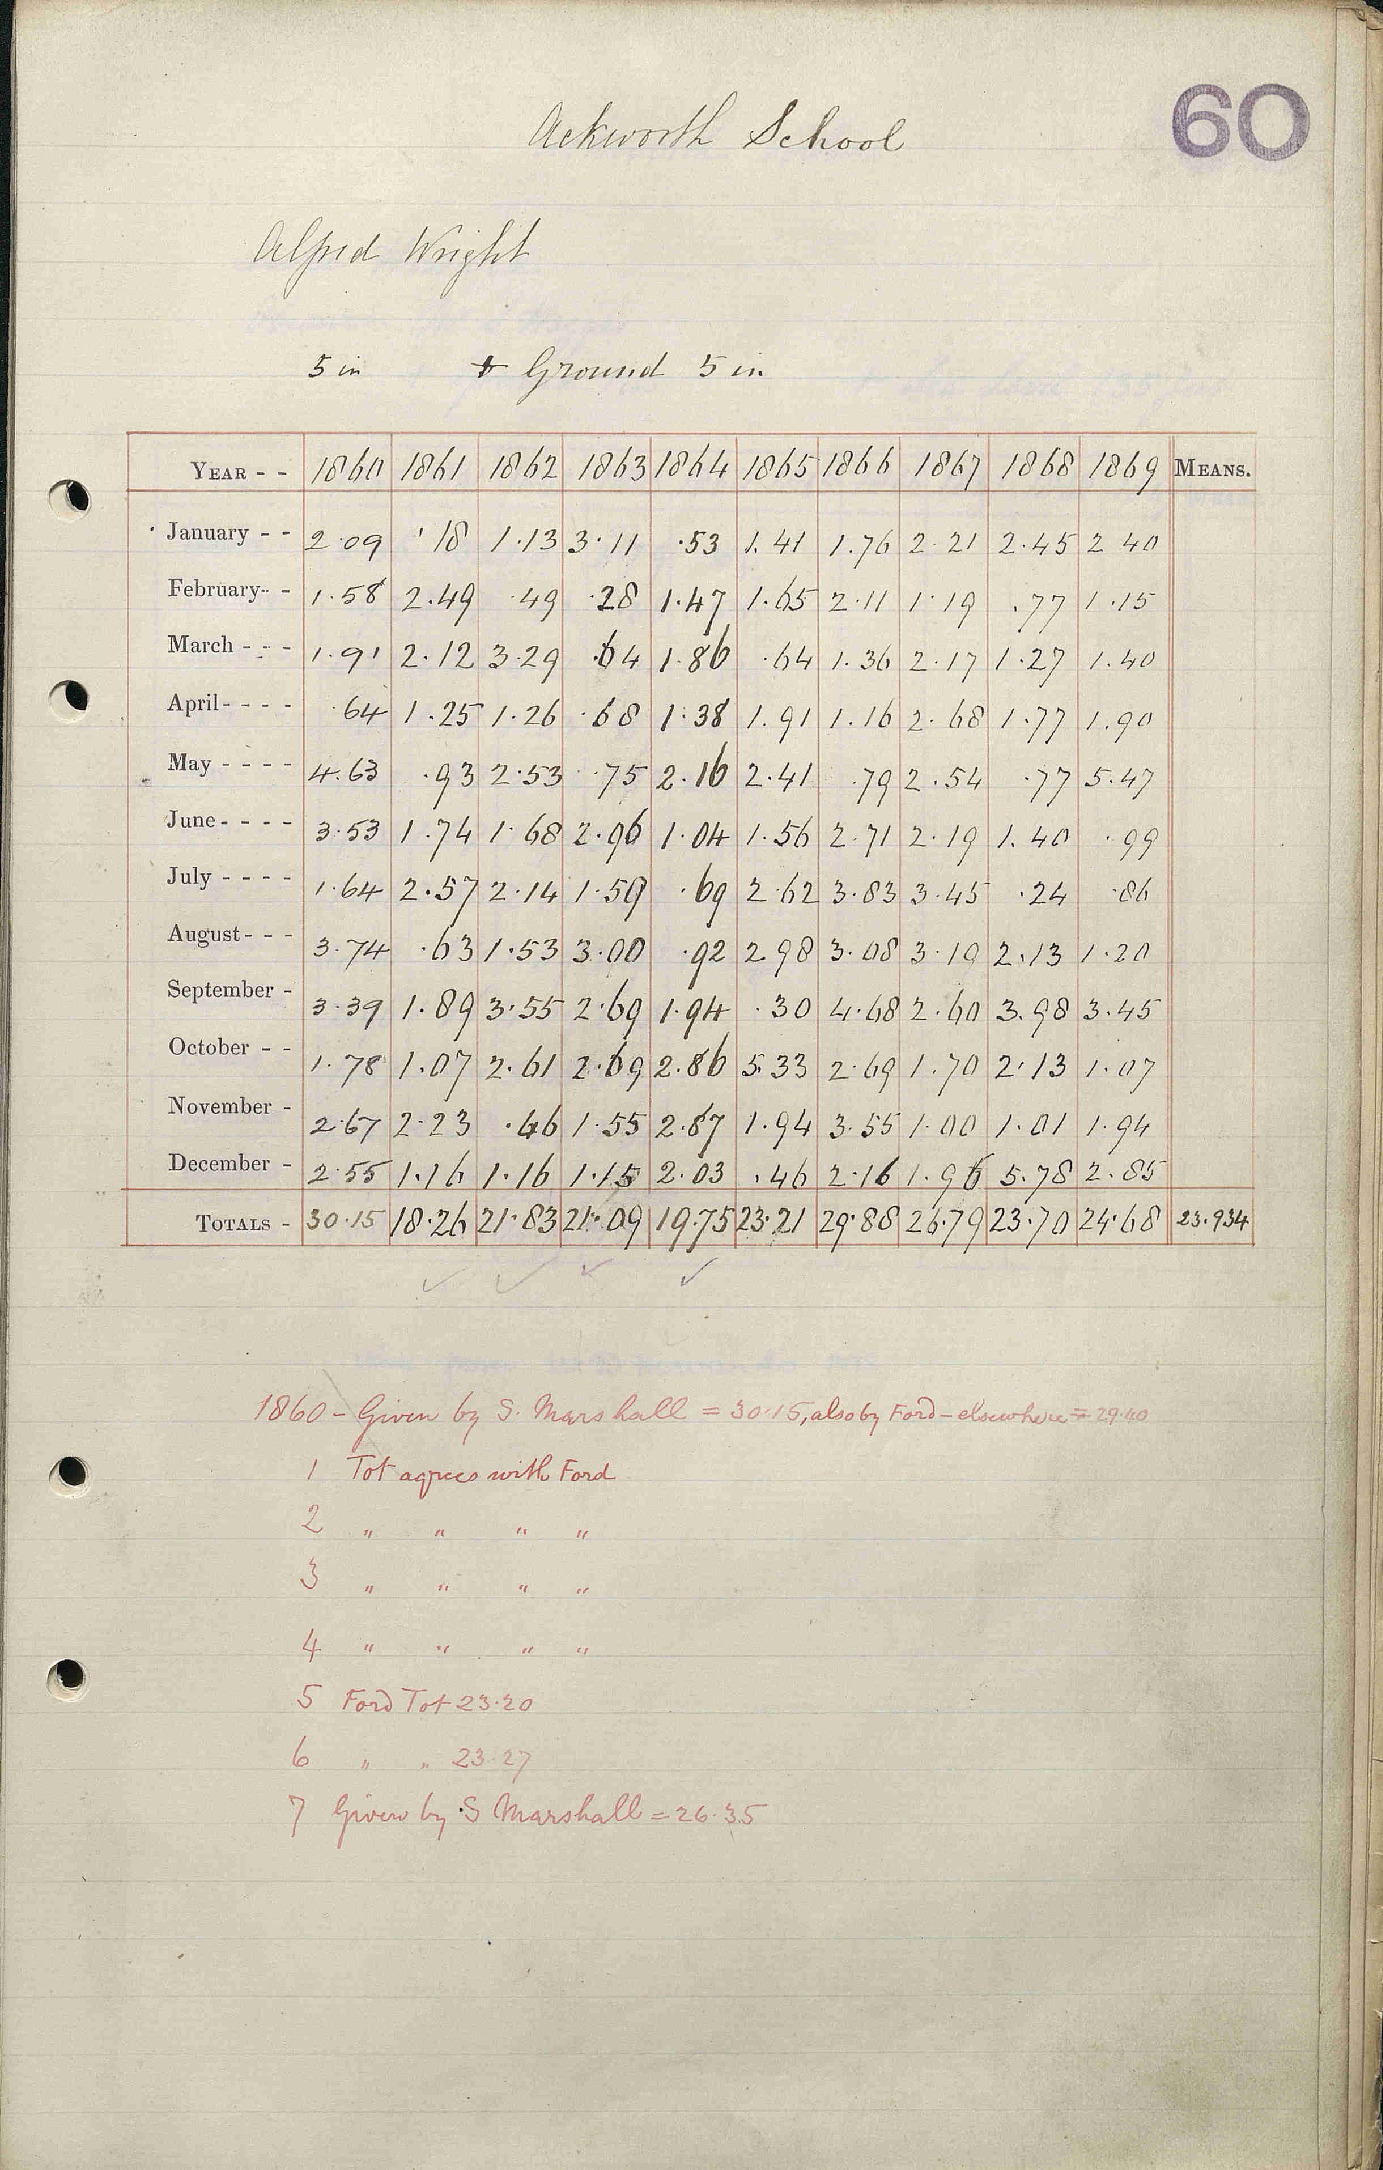 60
Ackworth School
Alfred Wright
5 in Ground 5 in
YEAR - - 1860 1861 1862 1863 1864 1865 1866 1867 1868 1869 MEANS.
January - - 2.09 .18 1.13 3.11 .53 1.41 1.76 2.21 2.45 2.40
February- - 1.58 2.49 .49 .28 1.47 1.65 2.11 1.19 .77 1.15
March - - - 1.91 2.12 3.29 .64 1.86 .64 1.36 2.17 1.27 1.40
April- - - - .64 1.25 1.26 .68 1.38 1.91 1.16 2.68 1.77 1.90
May - - - - 4.63 .93 2.53 .75 2.16 2.41 .79 2.54 .77 5.47
June- - - - 3.53 1.74 1.68 2.96 1.04 1.56 2.71 2.19 1.40 .99
July - - - - 1.64 2.57 2.14 1.59 .69 2.62 3.83 3.45 .24 .86
August- - - 3.74 .63 1.53 3.00 .92 2.98 3.08 3.10 2.13 1.20
September - 3.39 1.89 3.55 2.69 1.94 .30 4.68 2.60 3.98 3.45
October - - 1.78 1.07 2.61 2.69 2.86 5.33 2.69 1.70 2.13 1.07
November - 2.67 2.23 .46 1.55 2.87 1.94 3.55 1.00 1.01 1.94
December - 2.55 1.16 1.16 1.15 2.03 .46 2.16 1.96 5.78 2.85
TOTALS - 30.15 18.26 21.83 21.09 19.75 23.21 29.88 26.79 23.70 24.68 23.934
1860 - Given by S. Marshall = 30.15, also by Ford - elsewhere = 29.40
1 Tot agrees with Ford
2 " " " "
3 " " " "
4 " " " "
5 Ford Tot 23.20
6 " " 23.27
7 Given by S Marshall = 26.35